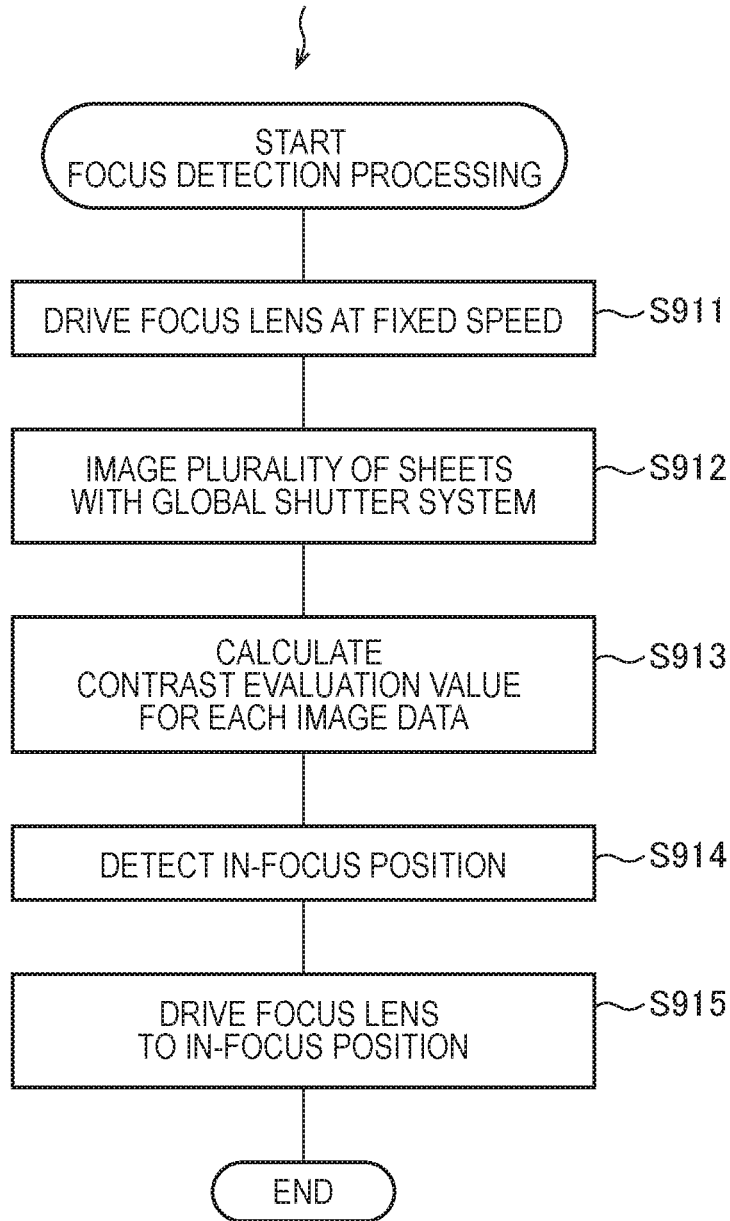 START
FOCUS DETECTION PROCESSING
DRIVE FOCUS LENS AT FIXED SPEED
S911
IMAGE PLURALITY OF SHEETS
WITH GLOBAL SHUTTER SYSTEM
S912
CALCULATE
CONTRAST EVALUATION VALUE
FOR EACH IMAGE DATA
S913
DETECT IN-FOCUS POSITION
S914
DRIVE FOCUS LENS
TO IN-FOCUS POSITION
S915
END